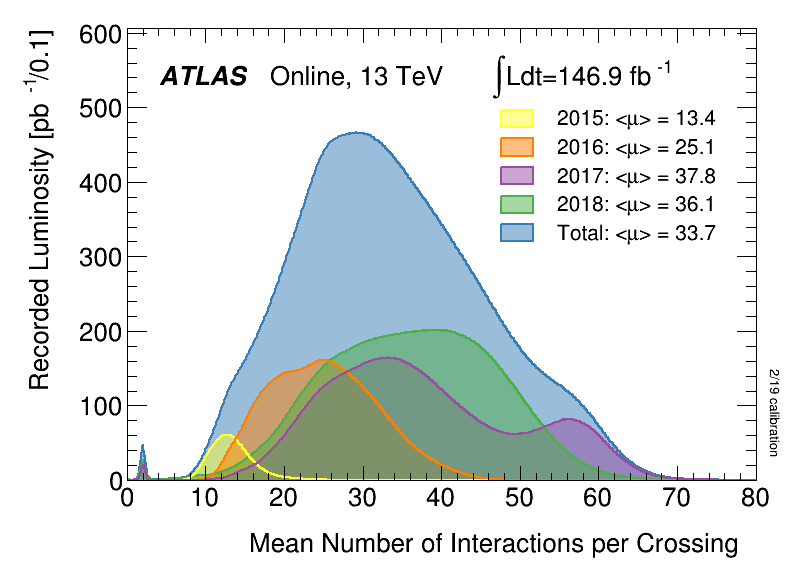 ATLAS Online, 13 TeV
∫Ldt=146.9 fb⁻¹
2015: <μ> = 13.4
2016: <μ> = 25.1
2017: <μ> = 37.8
2018: <μ> = 36.1
Total: <μ> = 33.7
Recorded Luminosity [pb⁻¹/0.1]
600
500
400
300
200
100
0
0 10 20 30 40 50 60 70 80
Mean Number of Interactions per Crossing
2/19 calibration